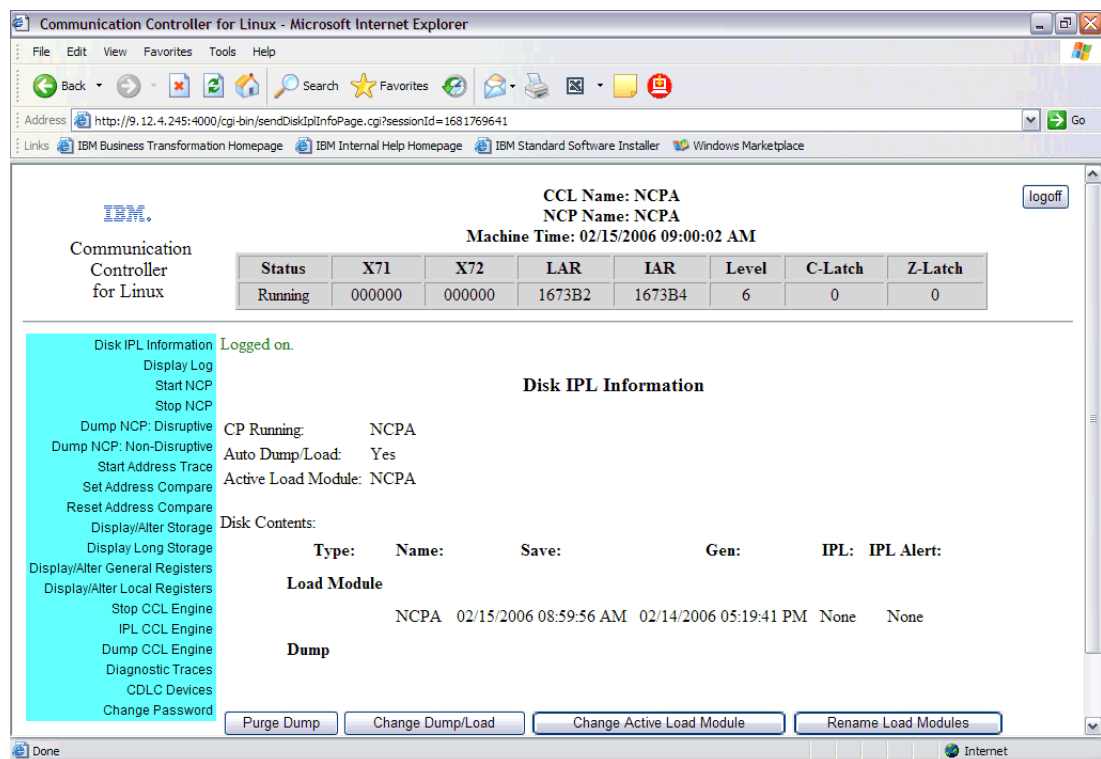 Communication Controller for Linux - Microsoft Internet Explorer
File Edit View Favorites Tools Help
Back Search Favorites
Address http://9.12.4.245:4000/cgi-bin/sendDiskIplInfoPage.cgi?sessionId=1681769641 Go
Links IBM Business Transformation Homepage IBM Internal Help Homepage IBM Standard Software Installer Windows Marketplace
CCL Name: NCPA
NCP Name: NCPA
Machine Time: 02/15/2006 09:00:02 AM
logoff
IBM.
Communication
Controller
for Linux
Status X71 X72 LAR IAR Level C-Latch Z-Latch
Running 000000 000000 1673B2 1673B4 6 0 0
Disk IPL Information
Display Log
Start NCP
Stop NCP
Dump NCP: Disruptive
Dump NCP: Non-Disruptive
Start Address Trace
Set Address Compare
Reset Address Compare
Display/Alter Storage
Display Long Storage
Display/Alter General Registers
Display/Alter Local Registers
Stop CCL Engine
IPL CCL Engine
Dump CCL Engine
Diagnostic Traces
CDLC Devices
Change Password
Logged on.
Disk IPL Information
CP Running: NCPA
Auto Dump/Load: Yes
Active Load Module: NCPA
Disk Contents:
Type: Name: Save: Gen: IPL: IPL Alert:
Load Module
NCPA 02/15/2006 08:59:56 AM 02/14/2006 05:19:41 PM None None
Dump
Purge Dump Change Dump/Load Change Active Load Module Rename Load Modules
Done Internet